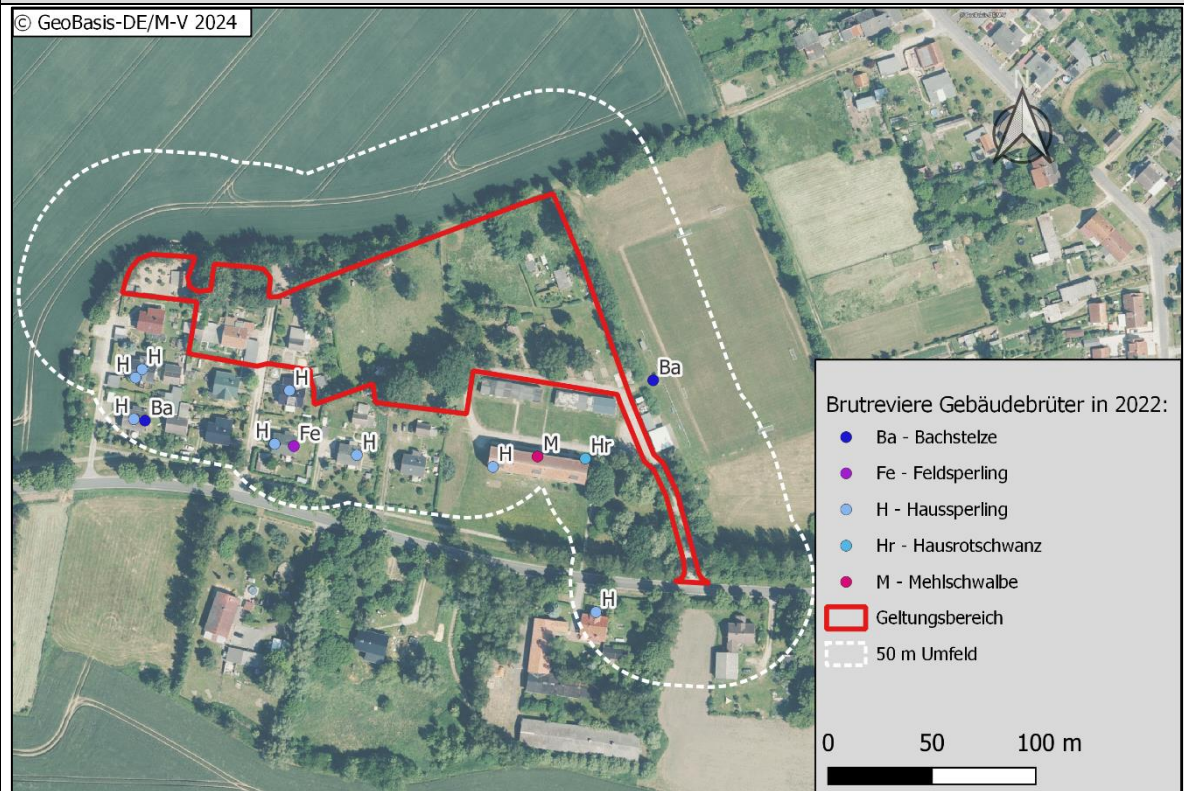 © GeoBasis-DE/M-V 2024
Ba
H
H
H
H
Ba
H
Fe
H
H
M
Hr
H
Brutreviere Gebäudebrüter in 2022:
Ba - Bachstelze
Fe - Feldsperling
H - Haussperling
Hr - Hausrotschwanz
M - Mehlschwalbe
Geltungsbereich
50 m Umfeld
0 50 100 m